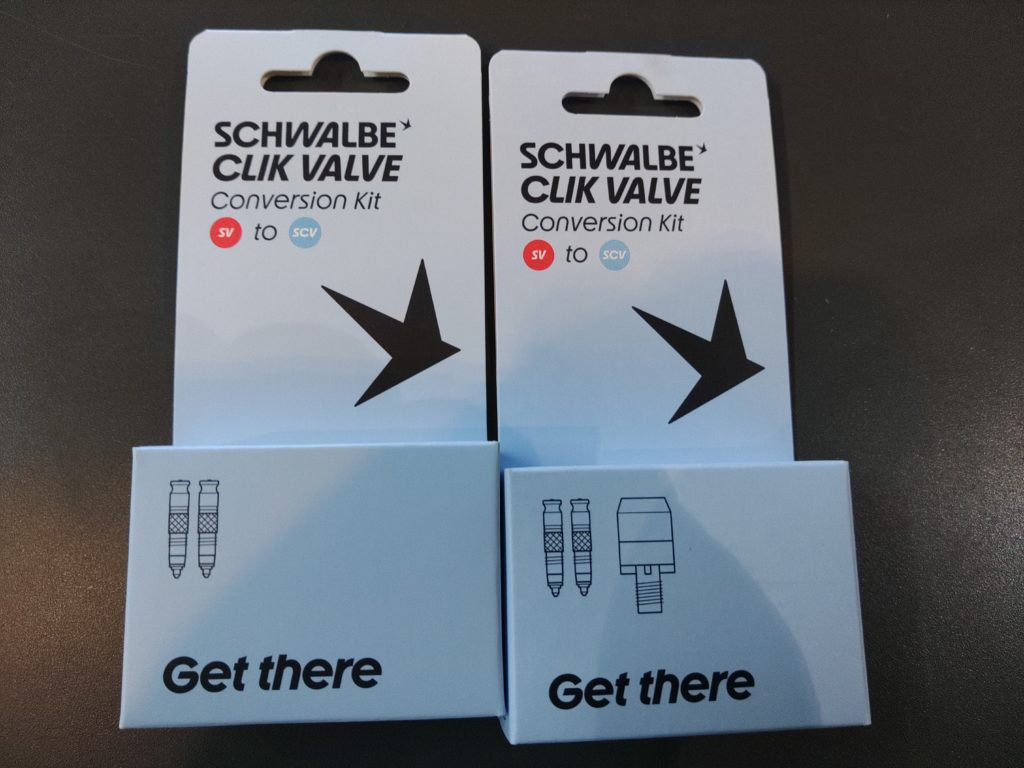 SCHWALBE
CLIK VALVE
Conversion Kit
SV to SCV
Get there
SCHWALBE
CLIK VALVE
Conversion Kit
SV to SCV
Get there